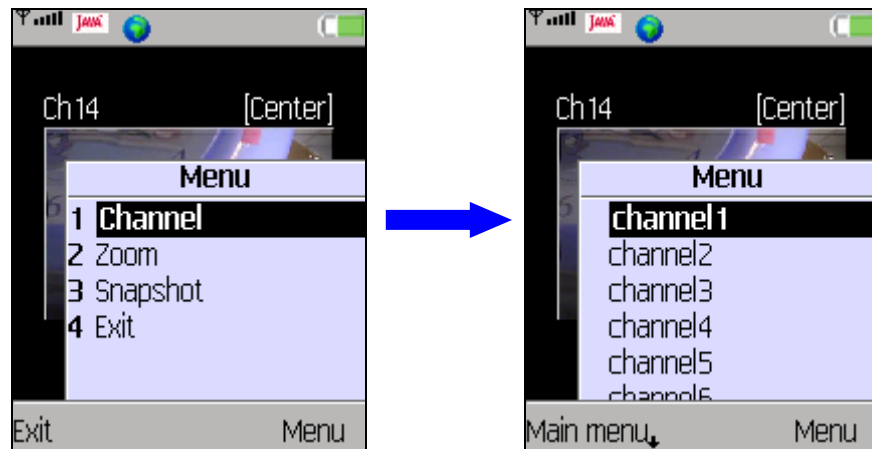 JAVA
Ch14 [Center]
Menu
1 Channel
2 Zoom
3 Snapshot
4 Exit
Exit Menu
JAVA
Ch14 [Center]
Menu
channel1
channel2
channel3
channel4
channel5
channel6
Main menu Menu